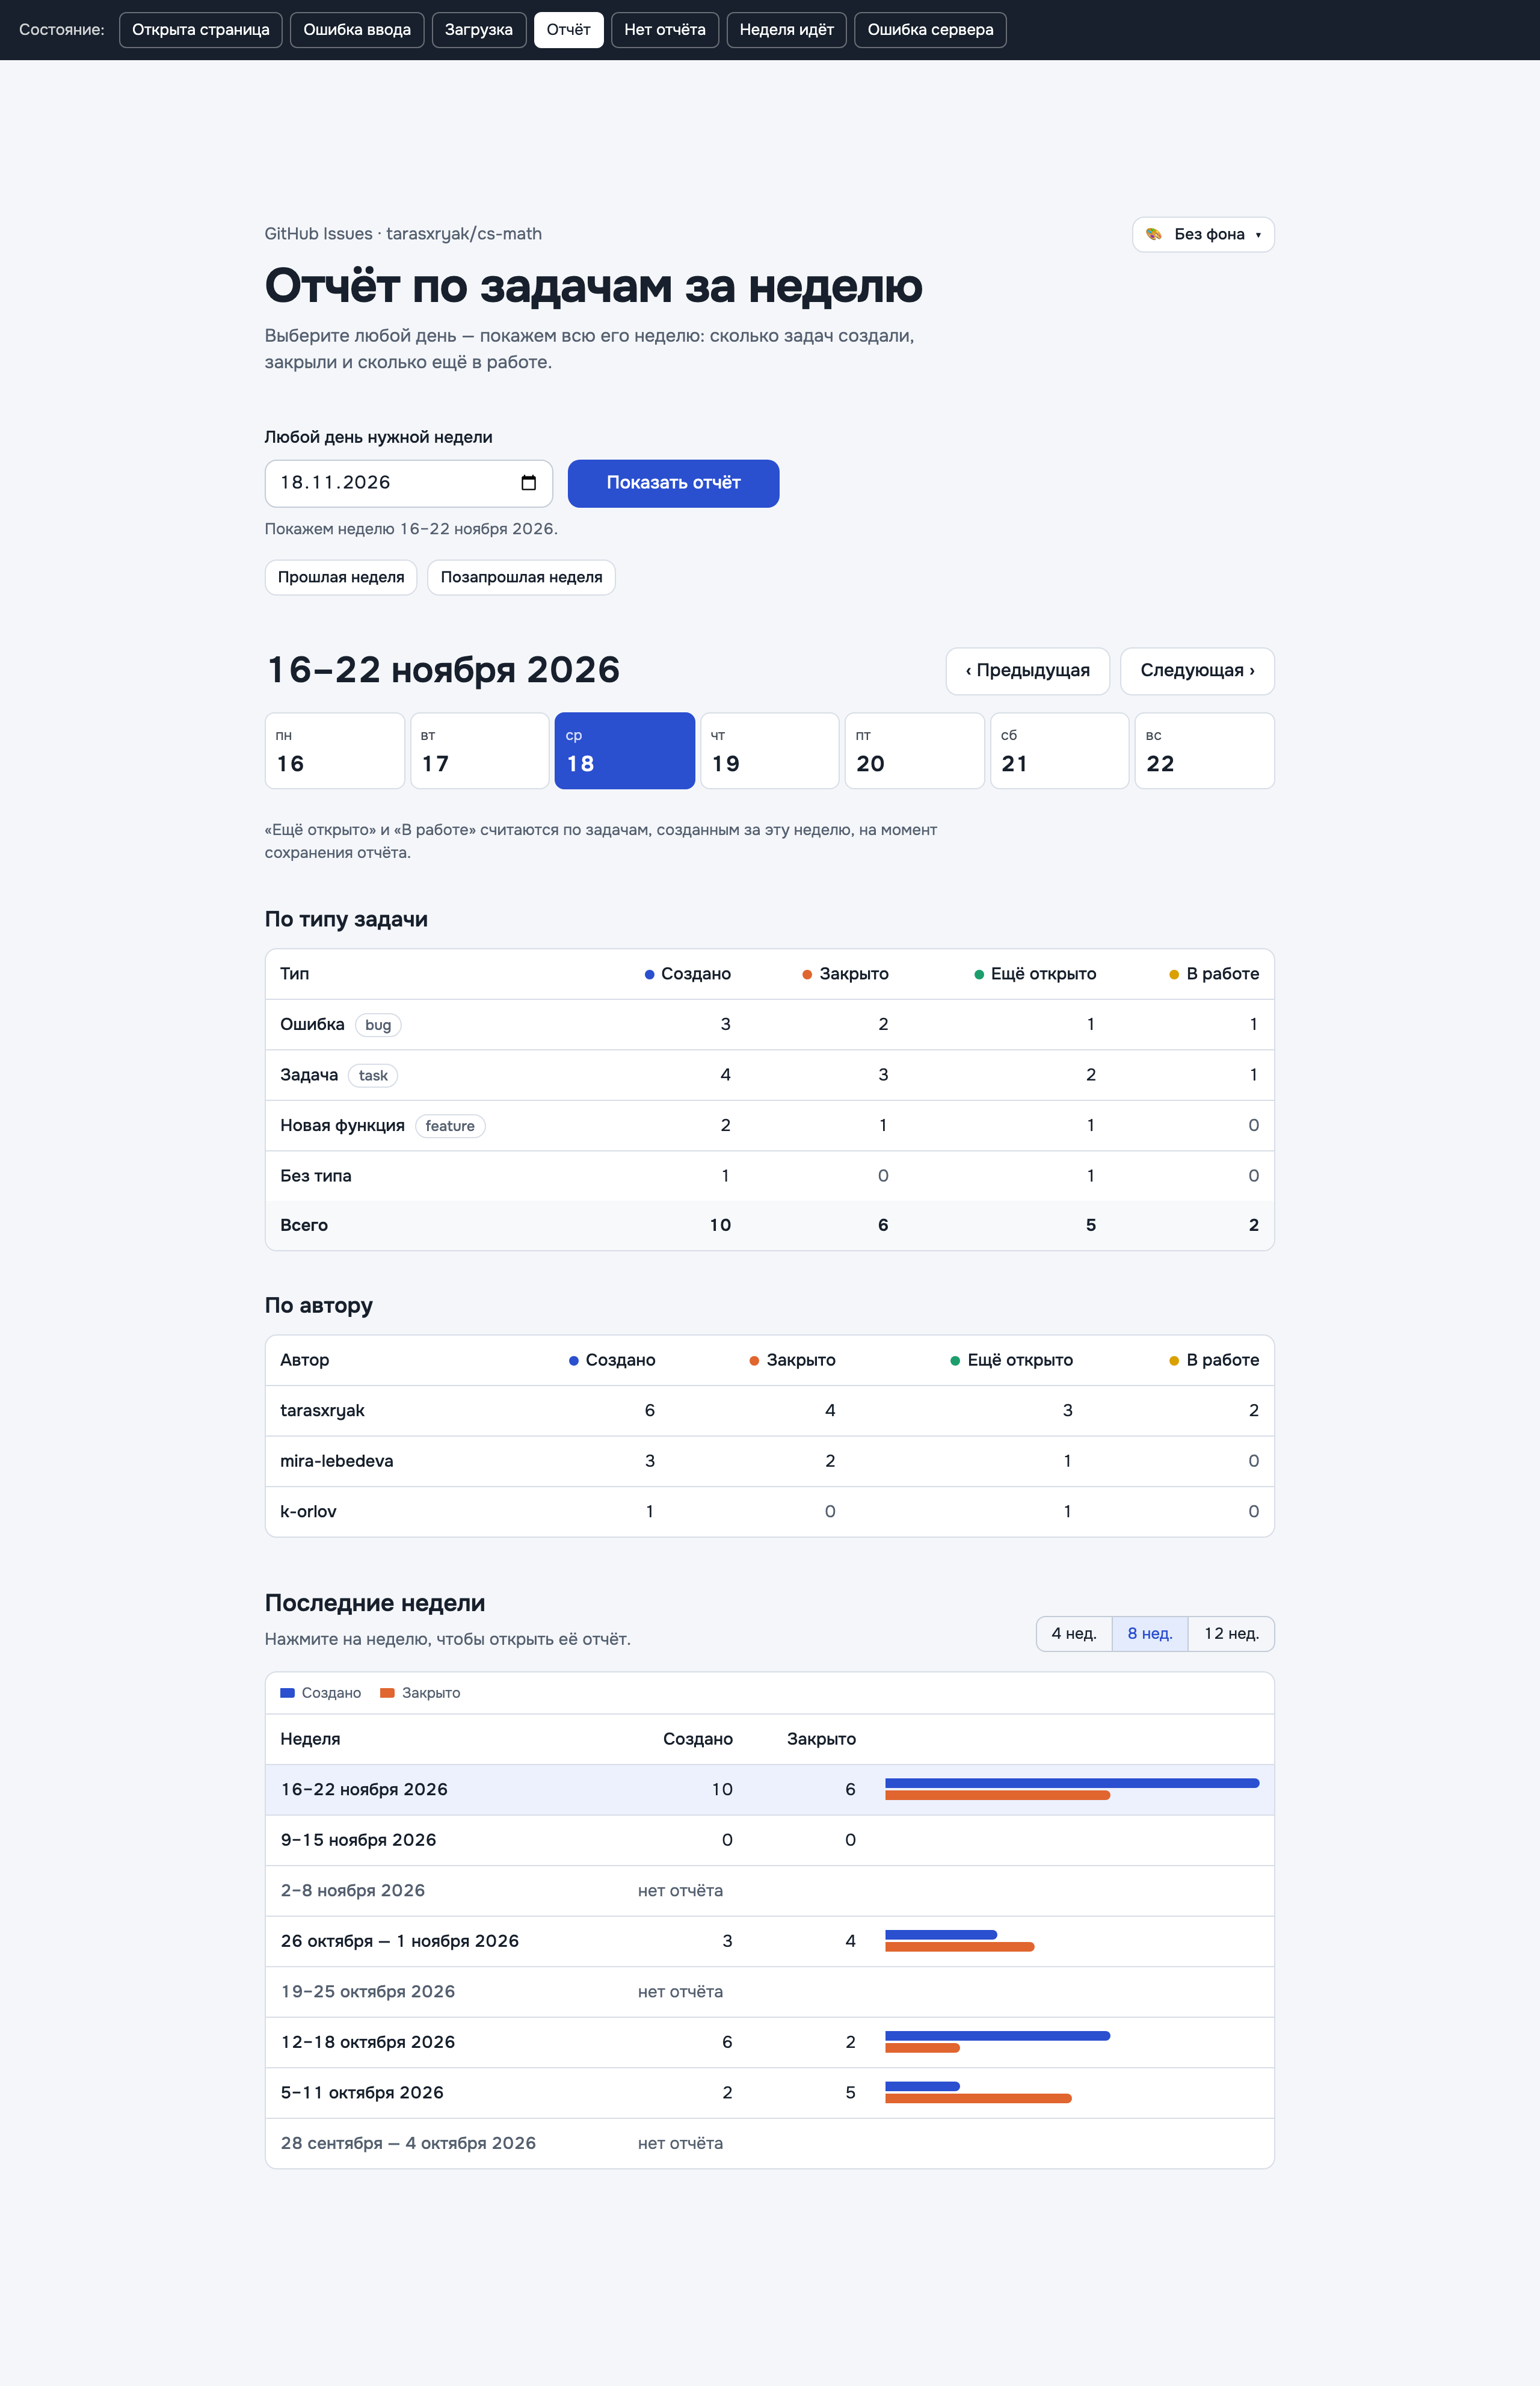 Состояние: Открыта страница Ошибка ввода Загрузка Отчёт Нет отчёта Неделя идёт Ошибка сервера
GitHub Issues · tarasxryak/cs-math
Без фона
Отчёт по задачам за неделю
Выберите любой день — покажем всю его неделю: сколько задач создали,
закрыли и сколько ещё в работе.
Любой день нужной недели
18.11.2026 Показать отчёт
Покажем неделю 16–22 ноября 2026.
Прошлая неделя Позапрошлая неделя
16–22 ноября 2026 ‹ Предыдущая Следующая ›
пн вт ср чт пт сб вс
16 17 18 19 20 21 22
«Ещё открыто» и «В работе» считаются по задачам, созданным за эту неделю, на момент
сохранения отчёта.
По типу задачи
Тип Создано Закрыто Ещё открыто В работе
Ошибка bug 3 2 1 1
Задача task 4 3 2 1
Новая функция feature 2 1 1 0
Без типа 1 0 1 0
Всего 10 6 5 2
По автору
Автор Создано Закрыто Ещё открыто В работе
tarasxryak 6 4 3 2
mira-lebedeva 3 2 1 0
k-orlov 1 0 1 0
Последние недели
Нажмите на неделю, чтобы открыть её отчёт.
4 нед. 8 нед. 12 нед.
Создано Закрыто
Неделя Создано Закрыто
16–22 ноября 2026 10 6
9–15 ноября 2026 0 0
2–8 ноября 2026 нет отчёта
26 октября — 1 ноября 2026 3 4
19–25 октября 2026 нет отчёта
12–18 октября 2026 6 2
5–11 октября 2026 2 5
28 сентября — 4 октября 2026 нет отчёта